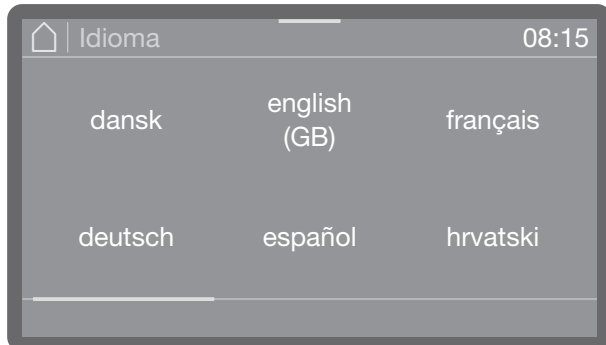 Idioma 08:15
dansk
english
(GB)
français
deutsch
español
hrvatski